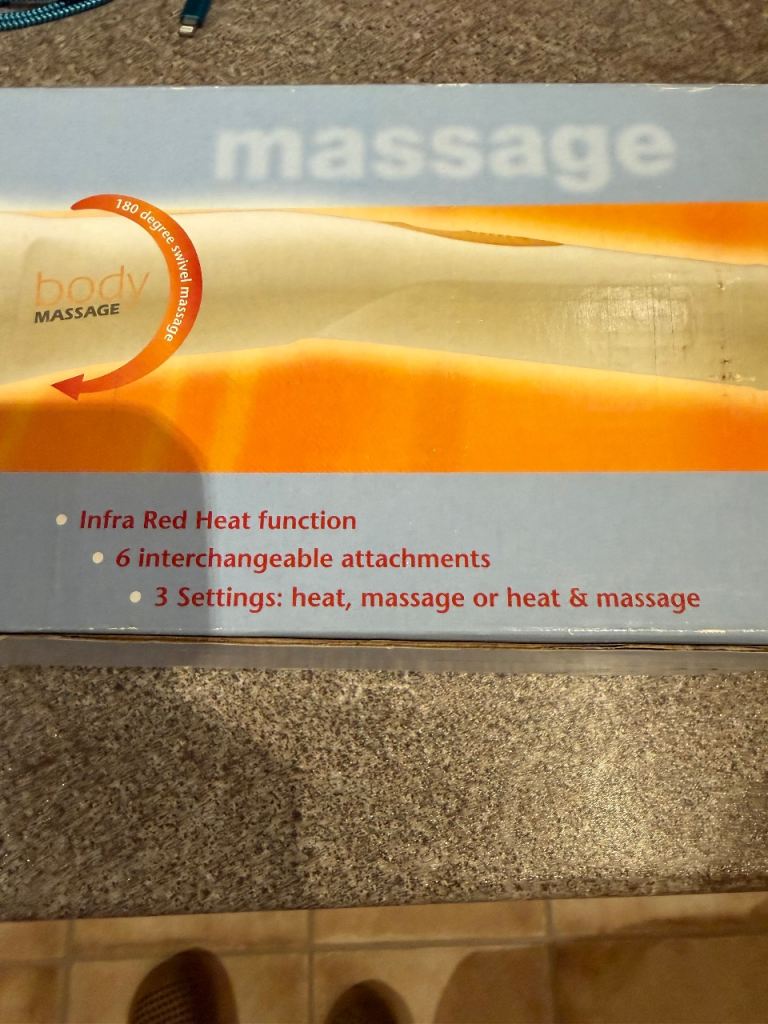 massage
180 degree swivel massage
body
MASSAGE
• Infra Red Heat function
• 6 interchangeable attachments
• 3 Settings: heat, massage or heat & massage